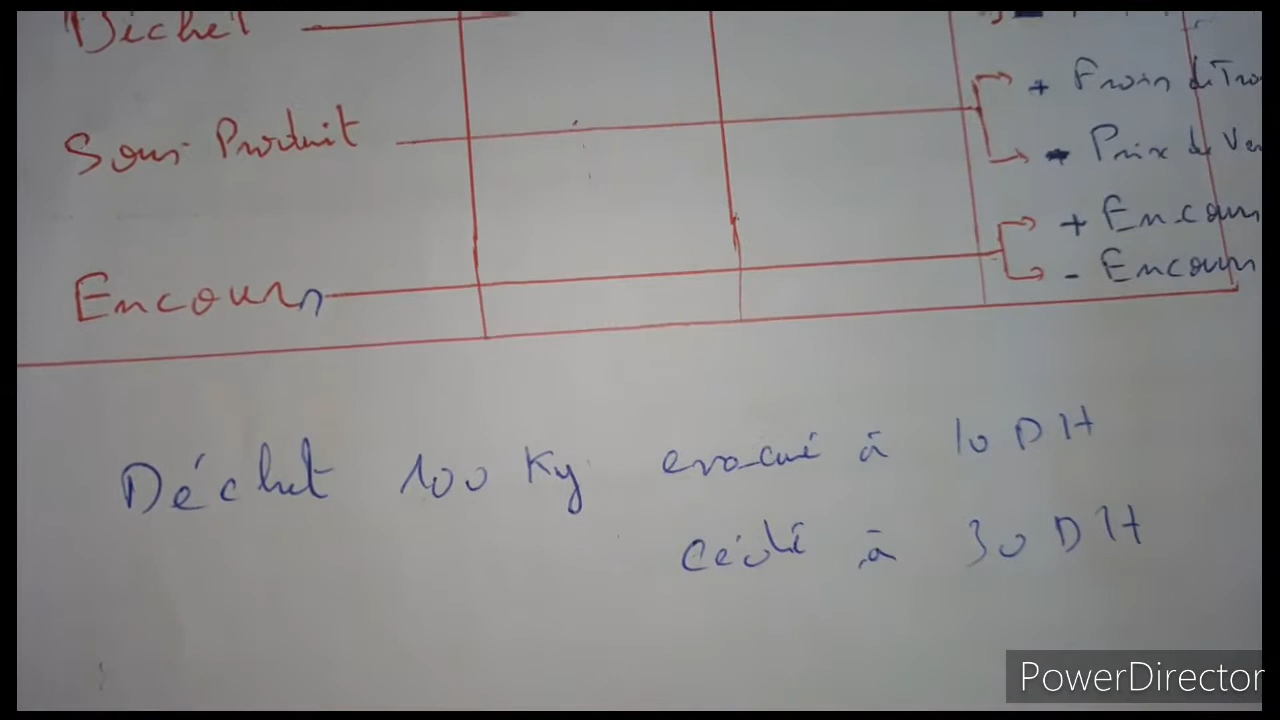 Déchet
Sous-Produit
+ Frais de Tra
- Prix de Ven
Encours
+ Encours
- Encours
Déchet 100 Kg evacué à 10 DH
cédé à 30 DH
PowerDirector